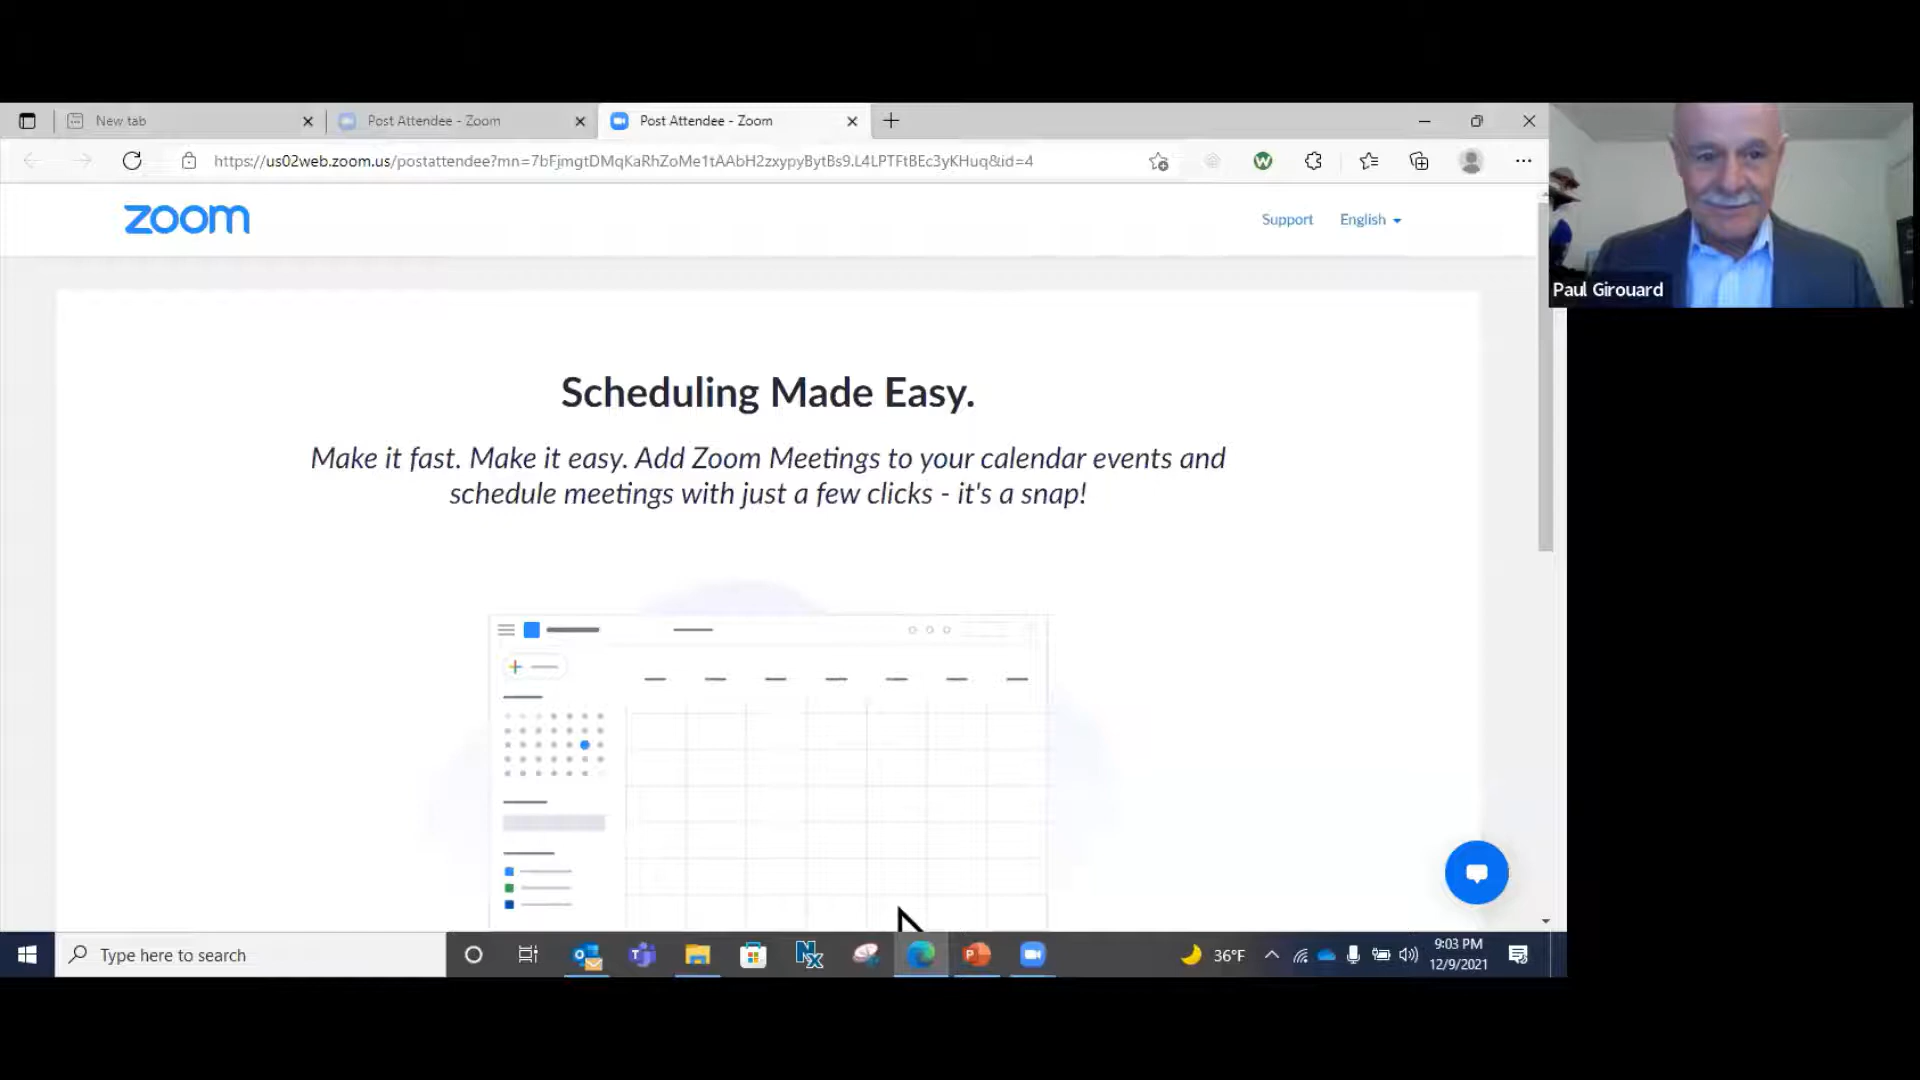 New tab
Post Attendee - Zoom
Post Attendee - Zoom
https://us02web.zoom.us/postattendee?mn=7bFjmgtDMqKaRhZoMe1tAAbH2zxypyBytBs9.L4LPTFtBEc3yKHuq&id=4
W
zoom
Support
English
Paul Girouard
Scheduling Made Easy.
Make it fast. Make it easy. Add Zoom Meetings to your calendar events and
schedule meetings with just a few clicks - it's a snap!
Type here to search
36°F
9:03 PM
12/9/2021